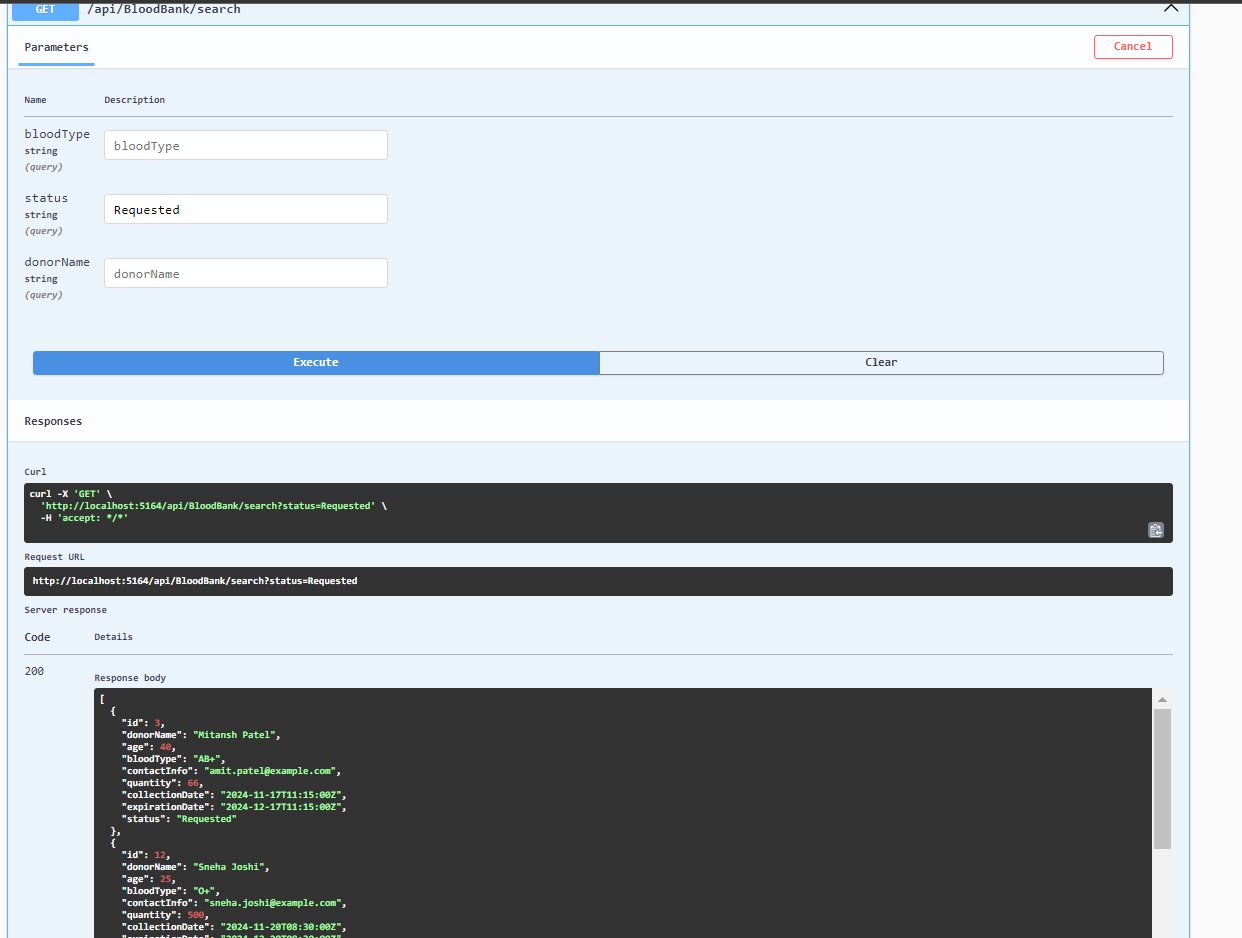 GET /api/BloodBank/search
Parameters
Cancel
Name Description
bloodType
string
(query)
bloodType
status
string
(query)
Requested
donorName
string
(query)
donorName
Execute
Clear
Responses
Curl
curl -X 'GET' \
'http://localhost:5164/api/BloodBank/search?status=Requested' \
-H 'accept: */*'
Request URL
http://localhost:5164/api/BloodBank/search?status=Requested
Server response
Code Details
200
Response body
[
{
"id": 3,
"donorName": "Mitansh Patel",
"age": 40,
"bloodType": "AB+",
"contactInfo": "amit.patel@example.com",
"quantity": 66,
"collectionDate": "2024-11-17T11:15:00Z",
"expirationDate": "2024-12-17T11:15:00Z",
"status": "Requested"
},
{
"id": 12,
"donorName": "Sneha Joshi",
"age": 25,
"bloodType": "O+",
"contactInfo": "sneha.joshi@example.com",
"quantity": 500,
"collectionDate": "2024-11-20T08:30:00Z",